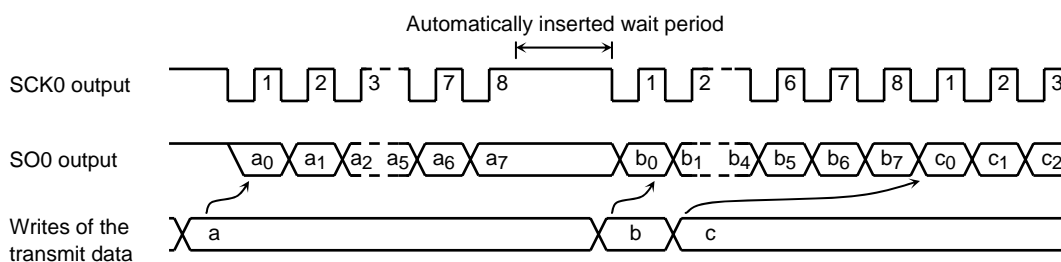 Automatically inserted wait period
SCK0 output 1 2 3 7 8 1 2 6 7 8 1 2 3
SO0 output a0 a1 a2 a5 a6 a7 b0 b1 b4 b5 b6 b7 c0 c1 c2
Writes of the
transmit data
a b c